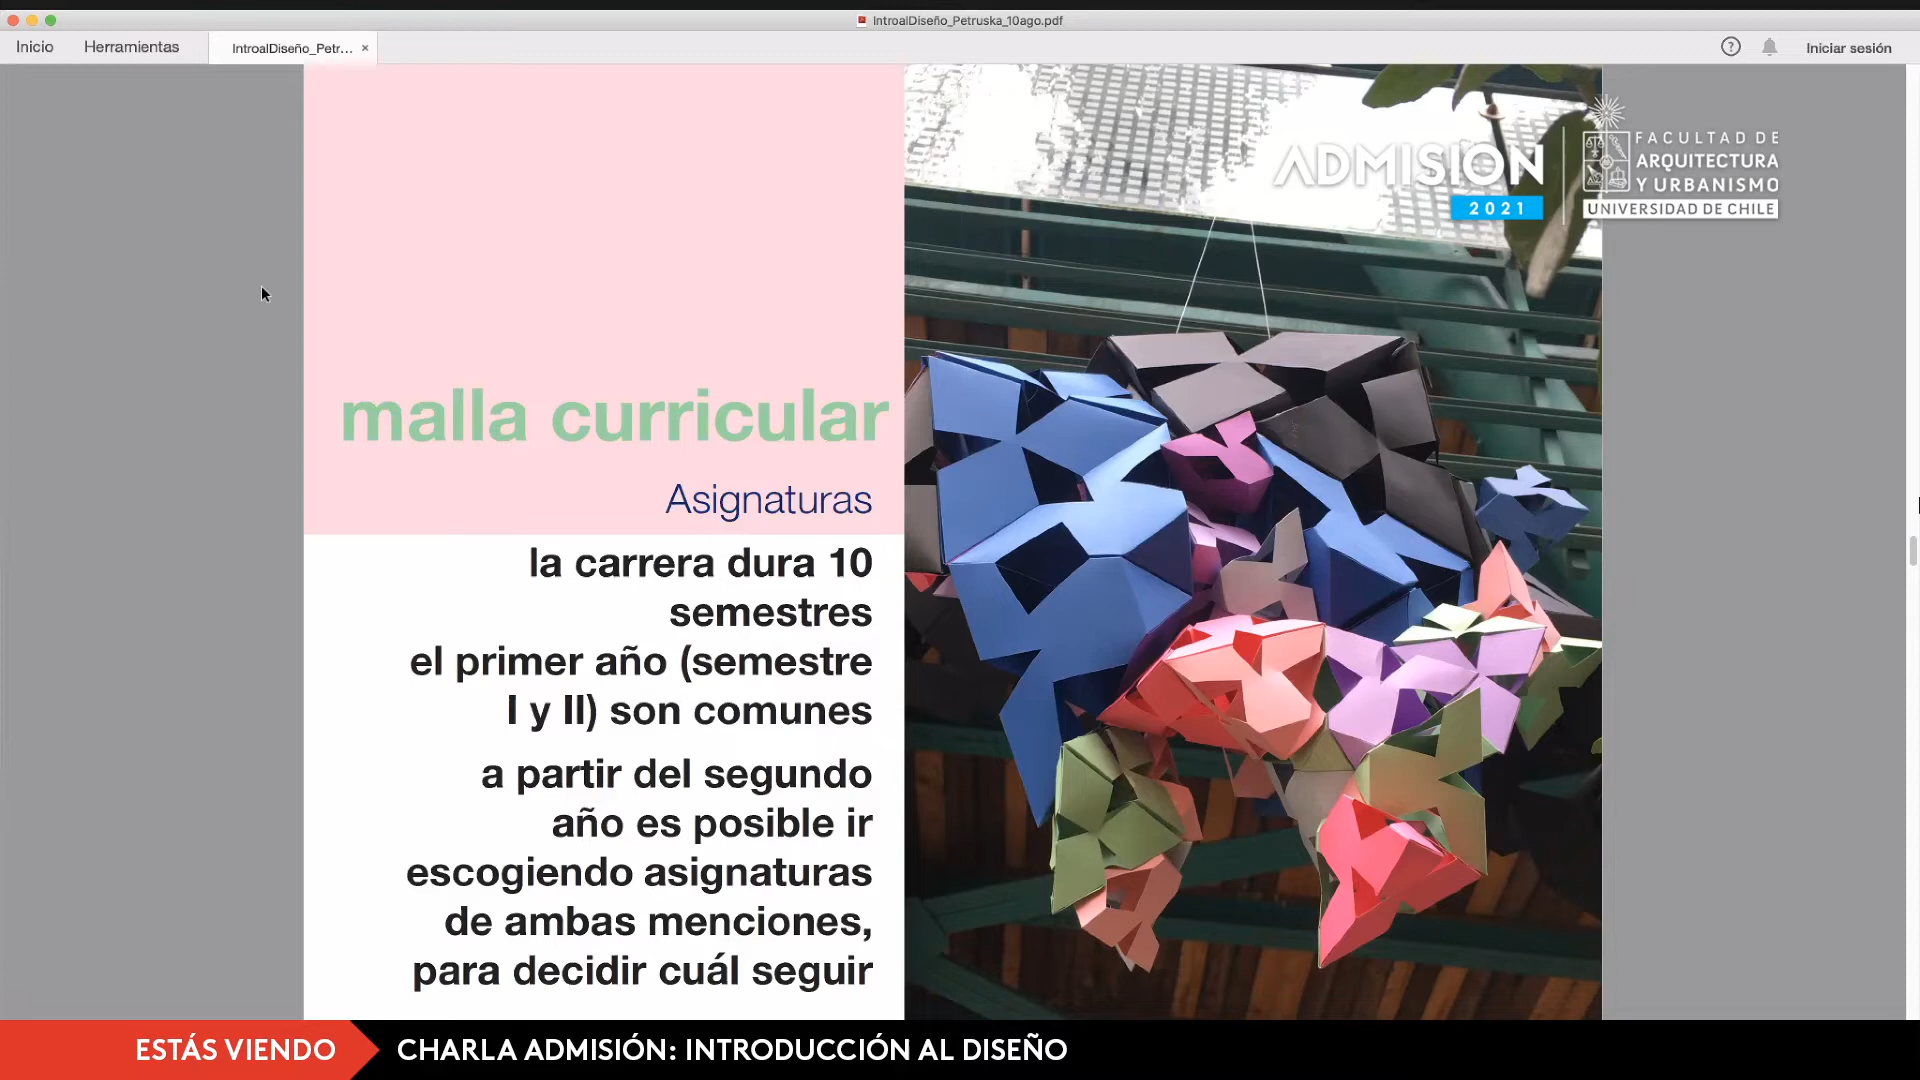 IntroalDiseño_Petruska_10ago.pdf
Inicio
Herramientas
IntroalDiseño_Petr... ×
?
Iniciar sesión
ADMISIÓN
2021
FACULTAD DE
ARQUITECTURA
Y URBANISMO
UNIVERSIDAD DE CHILE
malla curricular
Asignaturas
la carrera dura 10
semestres
el primer año (semestre
I y II) son comunes
a partir del segundo
año es posible ir
escogiendo asignaturas
de ambas menciones,
para decidir cuál seguir
ESTÁS VIENDO
CHARLA ADMISIÓN: INTRODUCCIÓN AL DISEÑO